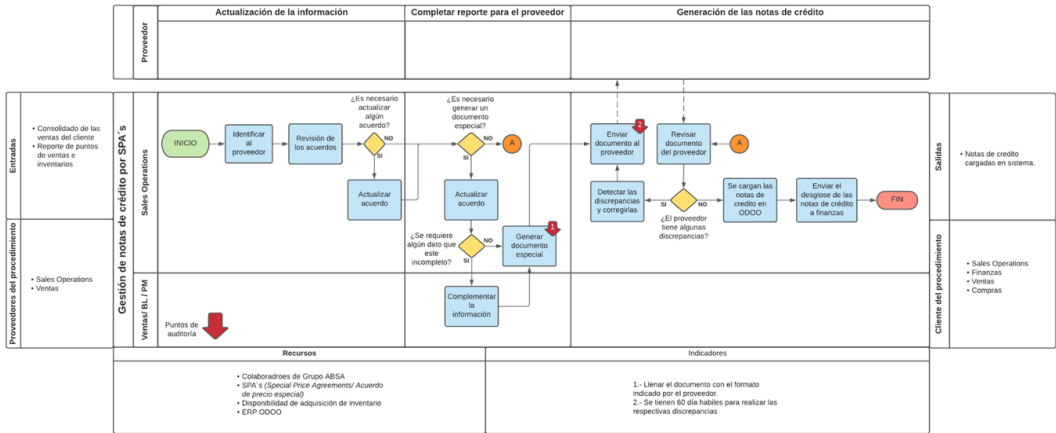 Actualización de la información
Completar reporte para el proveedor
Generación de las notas de crédito
Proveedor
Entradas
• Consolidado de las
ventas del cliente
• Reporte de puntos
de ventas e
inventarios
Proveedores del procedimiento
• Sales Operations
• Ventas
Gestión de notas de crédito por SPA´s
Sales Operations
INICIO
Identificar
al
proveedor
Revisión de
los acuerdos
¿Es necesario
actualizar
algún
acuerdo?
NO
SI
Actualizar
acuerdo
¿Es necesario
generar un
documento
especial?
NO
A
SI
Actualizar
acuerdo
¿Se requiere
algún dato que
este
incompleto?
NO
SI
Generar
documento
especial
1
Complementar
la
información
Enviar
documento al
proveedor
2
Revisar
documento
del proveedor
A
Detectar las
discrepancias
y corregirlas
SI
NO
¿El proveedor
tiene algunas
discrepancias?
Se cargan las
notas de
credito en
ODOO
Enviar el
desglose de las
notas de crédito
a finanzas
FIN
Ventas/ BL / PM
Puntos de
auditoría
Salidas
• Notas de credito
cargadas en sistema.
Cliente del procedimiento
• Sales Operations
• Finanzas
• Ventas
• Compras
Recursos
• Colaboradroes de Grupo ABSA
• SPA´s (Special Price Agreements/ Acuerdo
de precio especial)
• Disponibilidad de adquisición de inventario
• ERP ODOO
Indicadores
1.- Llenar el documento con el formato
indicado por el proveedor.
2.- Se tienen 60 día habiles para realizar las
respectivas discrepancias